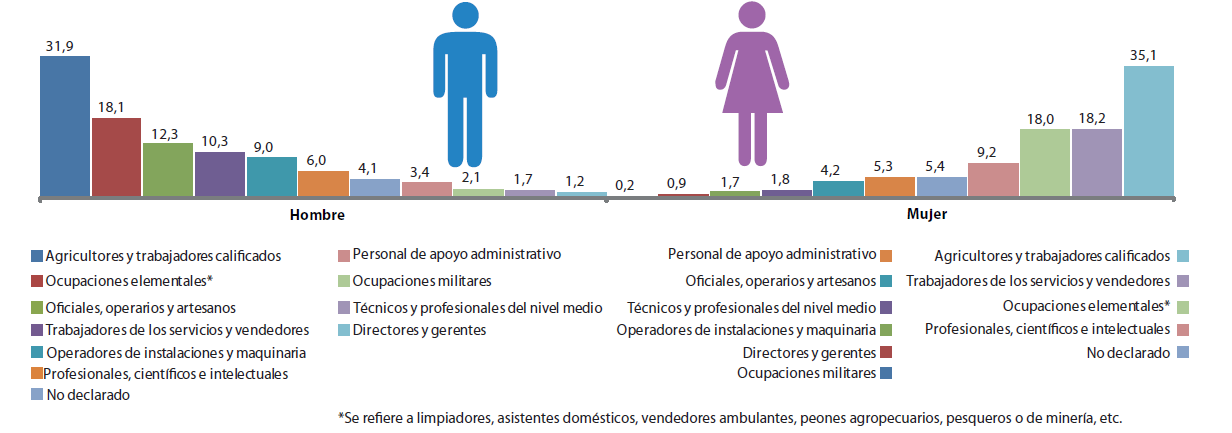 31,9
18,1
12,3
10,3
9,0
6,0
4,1
3,4
2,1
1,7
1,2
0,2
0,9
1,7
1,8
4,2
5,3
5,4
9,2
18,0
18,2
35,1
Hombre
Mujer
Agricultores y trabajadores calificados
Ocupaciones elementales*
Oficiales, operarios y artesanos
Trabajadores de los servicios y vendedores
Operadores de instalaciones y maquinaria
Profesionales, científicos e intelectuales
No declarado
Personal de apoyo administrativo
Ocupaciones militares
Técnicos y profesionales del nivel medio
Directores y gerentes
Personal de apoyo administrativo
Oficiales, operarios y artesanos
Técnicos y profesionales del nivel medio
Operadores de instalaciones y maquinaria
Directores y gerentes
Ocupaciones militares
Agricultores y trabajadores calificados
Trabajadores de los servicios y vendedores
Ocupaciones elementales*
Profesionales, científicos e intelectuales
No declarado
*Se refiere a limpiadores, asistentes domésticos, vendedores ambulantes, peones agropecuarios, pesqueros o de minería, etc.